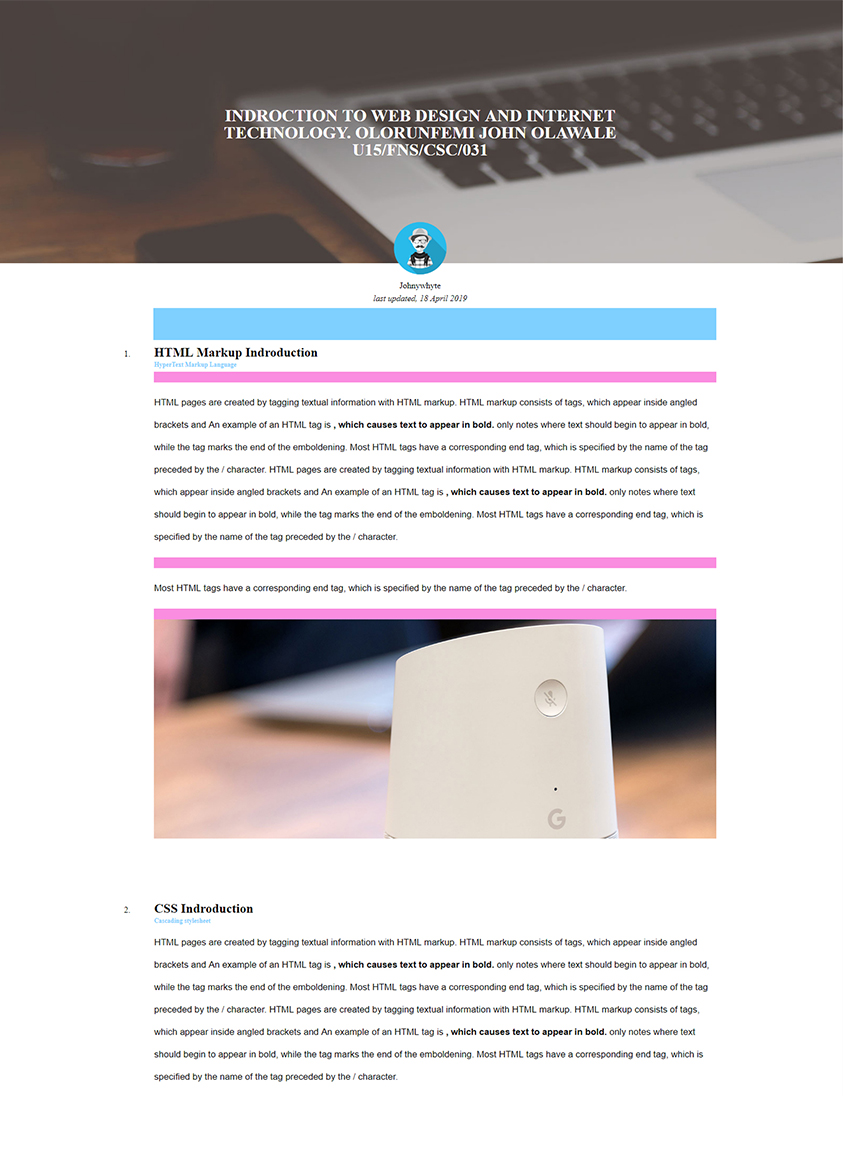 INDROCTION TO WEB DESIGN AND INTERNET
TECHNOLOGY. OLORUNFEMI JOHN OLAWALE
U15/FNS/CSC/031
Johnywhyte
last updated, 18 April 2019
1. HTML Markup Indroduction
HyperText Markup Language
HTML pages are created by tagging textual information with HTML markup. HTML markup consists of tags, which appear inside angled
brackets and An example of an HTML tag is , which causes text to appear in bold. only notes where text should begin to appear in bold,
while the tag marks the end of the emboldening. Most HTML tags have a corresponding end tag, which is specified by the name of the tag
preceded by the / character. HTML pages are created by tagging textual information with HTML markup. HTML markup consists of tags,
which appear inside angled brackets and An example of an HTML tag is , which causes text to appear in bold. only notes where text
should begin to appear in bold, while the tag marks the end of the emboldening. Most HTML tags have a corresponding end tag, which is
specified by the name of the tag preceded by the / character.
Most HTML tags have a corresponding end tag, which is specified by the name of the tag preceded by the / character.
G
2. CSS Indroduction
Cascading stylesheet
HTML pages are created by tagging textual information with HTML markup. HTML markup consists of tags, which appear inside angled
brackets and An example of an HTML tag is , which causes text to appear in bold. only notes where text should begin to appear in bold,
while the tag marks the end of the emboldening. Most HTML tags have a corresponding end tag, which is specified by the name of the tag
preceded by the / character. HTML pages are created by tagging textual information with HTML markup. HTML markup consists of tags,
which appear inside angled brackets and An example of an HTML tag is , which causes text to appear in bold. only notes where text
should begin to appear in bold, while the tag marks the end of the emboldening. Most HTML tags have a corresponding end tag, which is
specified by the name of the tag preceded by the / character.